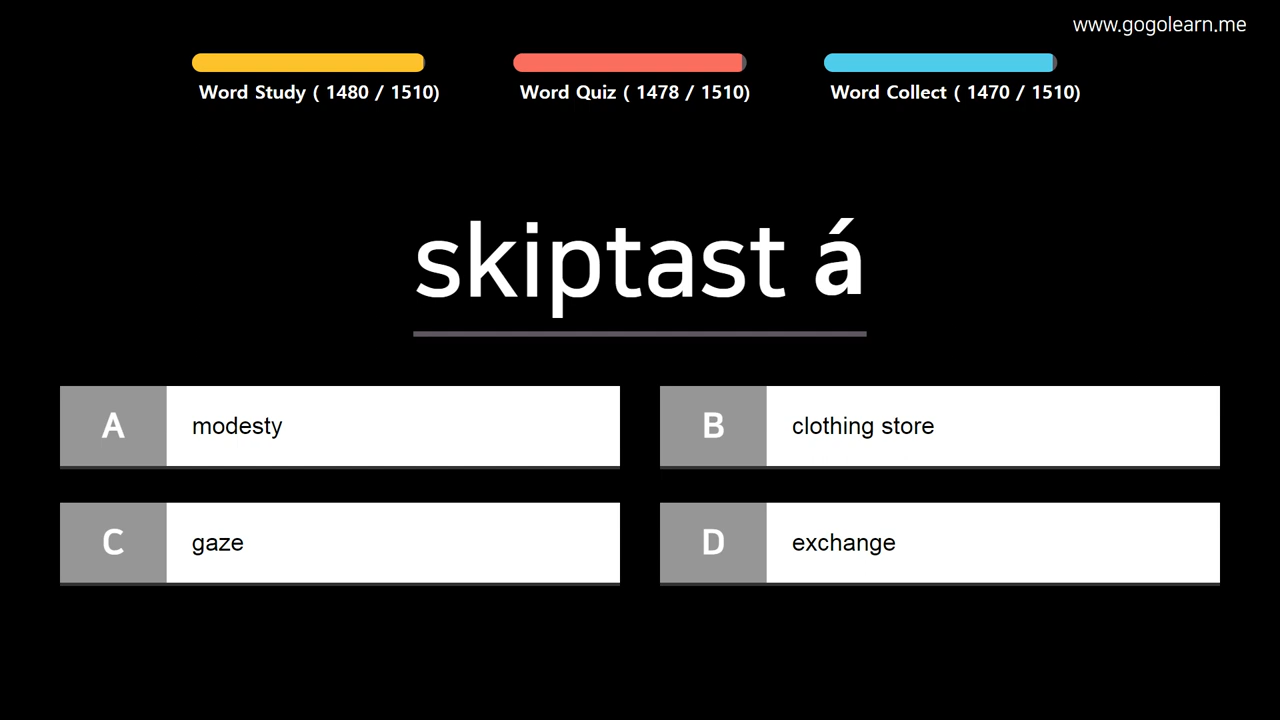 www.gogolearn.me
Word Study ( 1480 / 1510)
Word Quiz ( 1478 / 1510)
Word Collect ( 1470 / 1510)
skiptast á
A modesty
B clothing store
C gaze
D exchange